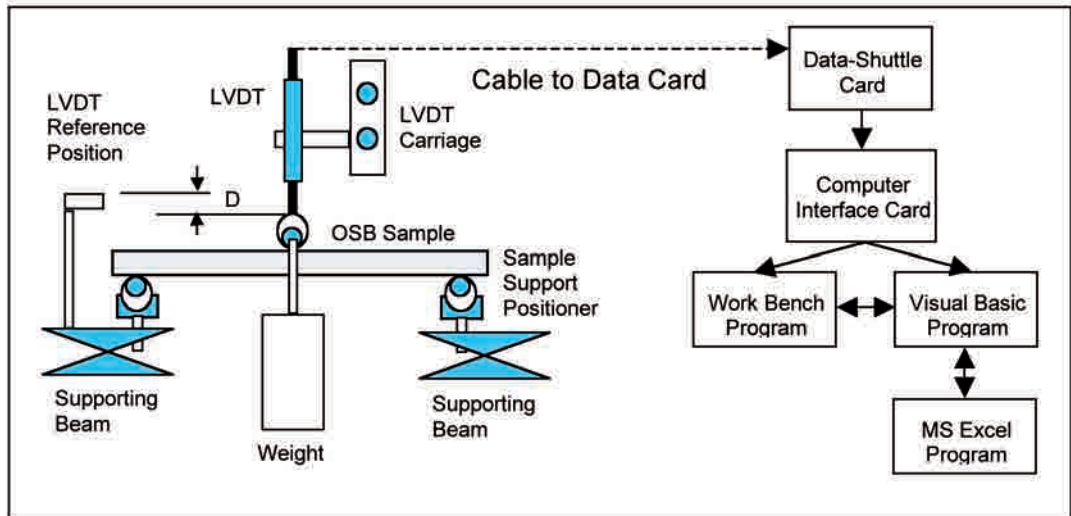 LVDT
Reference
Position
LVDT
Cable to Data Card
LVDT
Carriage
D
OSB Sample
Sample
Support
Positioner
Supporting
Beam
Weight
Supporting
Beam
Data-Shuttle
Card
Computer
Interface Card
Work Bench
Program
Visual Basic
Program
MS Excel
Program